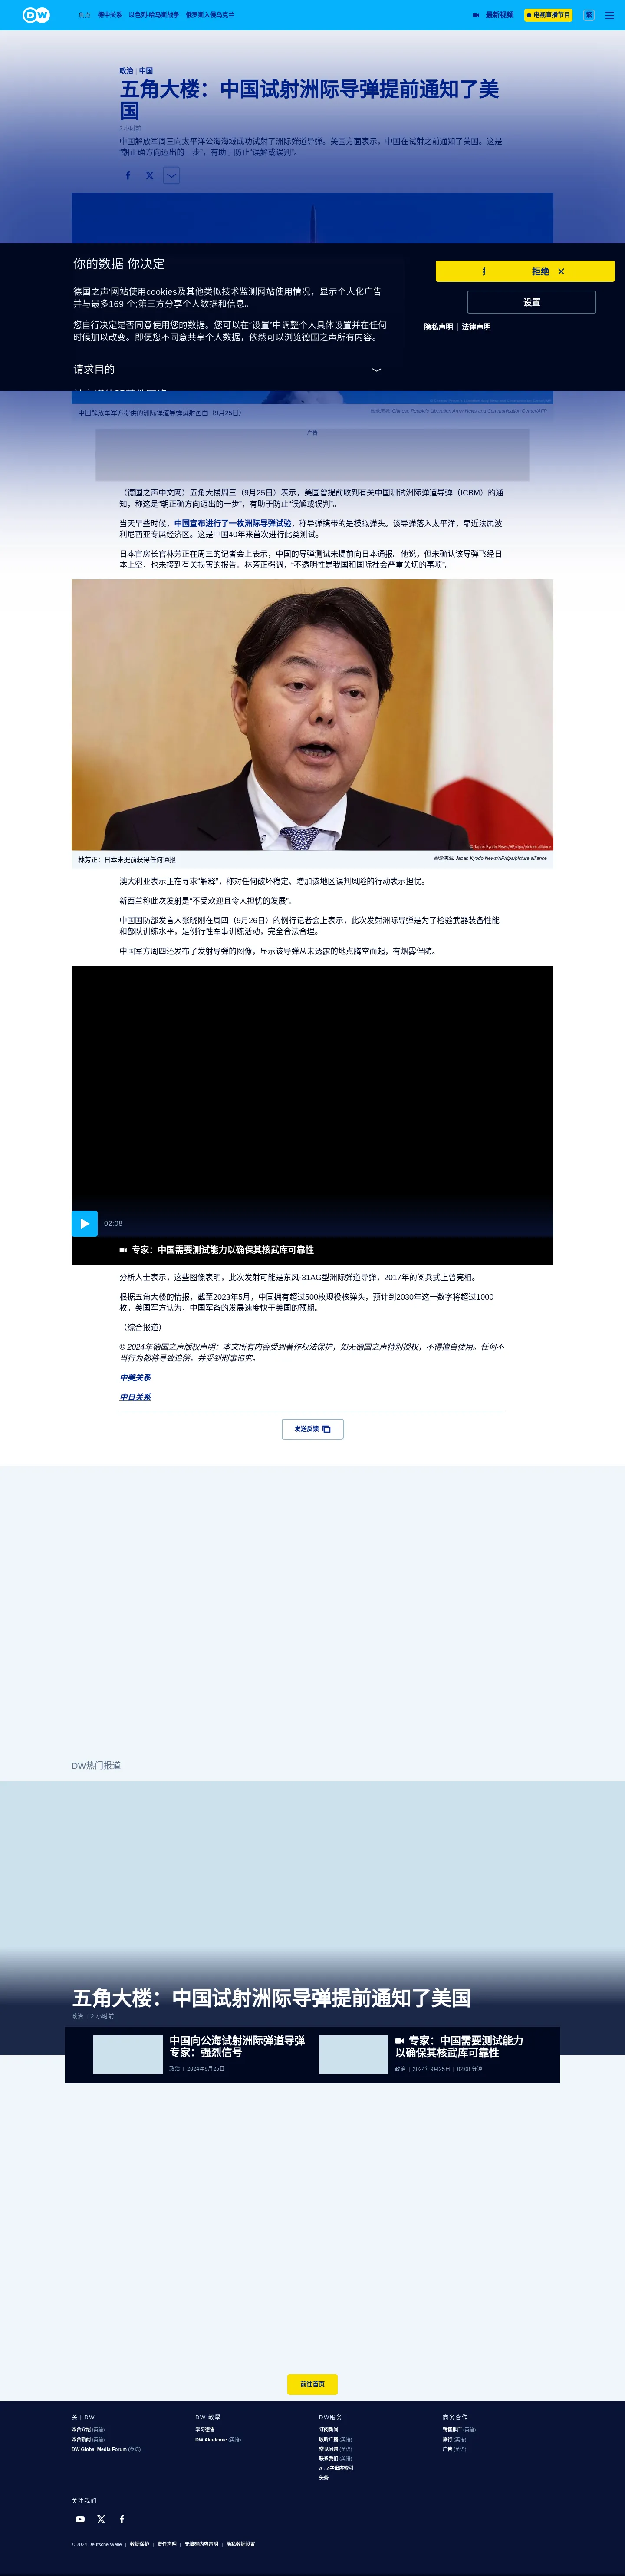 DW
焦点 德中关系 以色列-哈马斯战争 俄罗斯入侵乌克兰
最新视频
电视直播节目
繁
政治 | 中国
五角大楼：中国试射洲际导弹提前通知了美
国
2 小时前
中国解放军周三向太平洋公海海域成功试射了洲际弹道导弹。美国方面表示，中国在试射之前通知了美国。这是
“朝正确方向迈出的一步”，有助于防止“误解或误判”。
你的数据 你决定
德国之声'网站使用cookies及其他类似技术监测网站使用情况，显示个人化广告
并与最多169 个;第三方分享个人数据和信息。
您自行决定是否同意使用您的数据。您可以在"设置"中调整个人具体设置并在任何
时候加以改变。即便您不同意共享个人数据，依然可以浏览德国之声所有内容。
请求目的
拒绝
设置
隐私声明 | 法律声明
中国解放军军方提供的洲际弹道导弹试射画面（9月25日）
图像来源: Chinese People's Liberation Army News and Communication Center/AFP
广告
（德国之声中文网）五角大楼周三（9月25日）表示，美国曾提前收到有关中国测试洲际弹道导弹（ICBM）的通
知，称这是“朝正确方向迈出的一步”，有助于防止“误解或误判”。
当天早些时候，中国宣布进行了一枚洲际导弹试验，称导弹携带的是模拟弹头。该导弹落入太平洋，靠近法属波
利尼西亚专属经济区。这是中国40年来首次进行此类测试。
日本官房长官林芳正在周三的记者会上表示，中国的导弹测试未提前向日本通报。他说，但未确认该导弹飞经日
本上空，也未接到有关损害的报告。林芳正强调，“不透明性是我国和国际社会严重关切的事项”。
© Japan Kyodo News/AP/dpa/picture alliance
林芳正：日本未提前获得任何通报
图像来源: Japan Kyodo News/AP/dpa/picture alliance
澳大利亚表示正在寻求“解释”，称对任何破坏稳定、增加该地区误判风险的行动表示担忧。
新西兰称此次发射是“不受欢迎且令人担忧的发展”。
中国国防部发言人张晓刚在周四（9月26日）的例行记者会上表示，此次发射洲际导弹是为了检验武器装备性能
和部队训练水平，是例行性军事训练活动，完全合法合理。
中国军方周四还发布了发射导弹的图像，显示该导弹从未透露的地点腾空而起，有烟雾伴随。
02:08
专家：中国需要测试能力以确保其核武库可靠性
分析人士表示，这些图像表明，此次发射可能是东风-31AG型洲际弹道导弹，2017年的阅兵式上曾亮相。
根据五角大楼的情报，截至2023年5月，中国拥有超过500枚现役核弹头，预计到2030年这一数字将超过1000
枚。美国军方认为，中国军备的发展速度快于美国的预期。
（综合报道）
© 2024年德国之声版权声明：本文所有内容受到著作权法保护，如无德国之声特别授权，不得擅自使用。任何不
当行为都将导致追偿，并受到刑事追究。
中美关系
中日关系
发送反馈
DW热门报道
五角大楼：中国试射洲际导弹提前通知了美国
政治 | 2 小时前
中国向公海试射洲际弹道导弹
专家：强烈信号
政治 | 2024年9月25日
专家：中国需要测试能力
以确保其核武库可靠性
政治 | 2024年9月25日 | 02:08 分钟
前往首页
关于DW
本台介绍 (英语)
本台新闻 (英语)
DW Global Media Forum (英语)
DW 教學
学习德语
DW Akademie (英语)
DW服务
订阅新闻
收听广播 (英语)
常见问题 (英语)
联系我们 (英语)
A - Z字母序索引
头条
商务合作
销售推广 (英语)
旅行 (英语)
广告 (英语)
关注我们
© 2024 Deutsche Welle | 数据保护 | 责任声明 | 无障碍内容声明 | 隐私数据设置